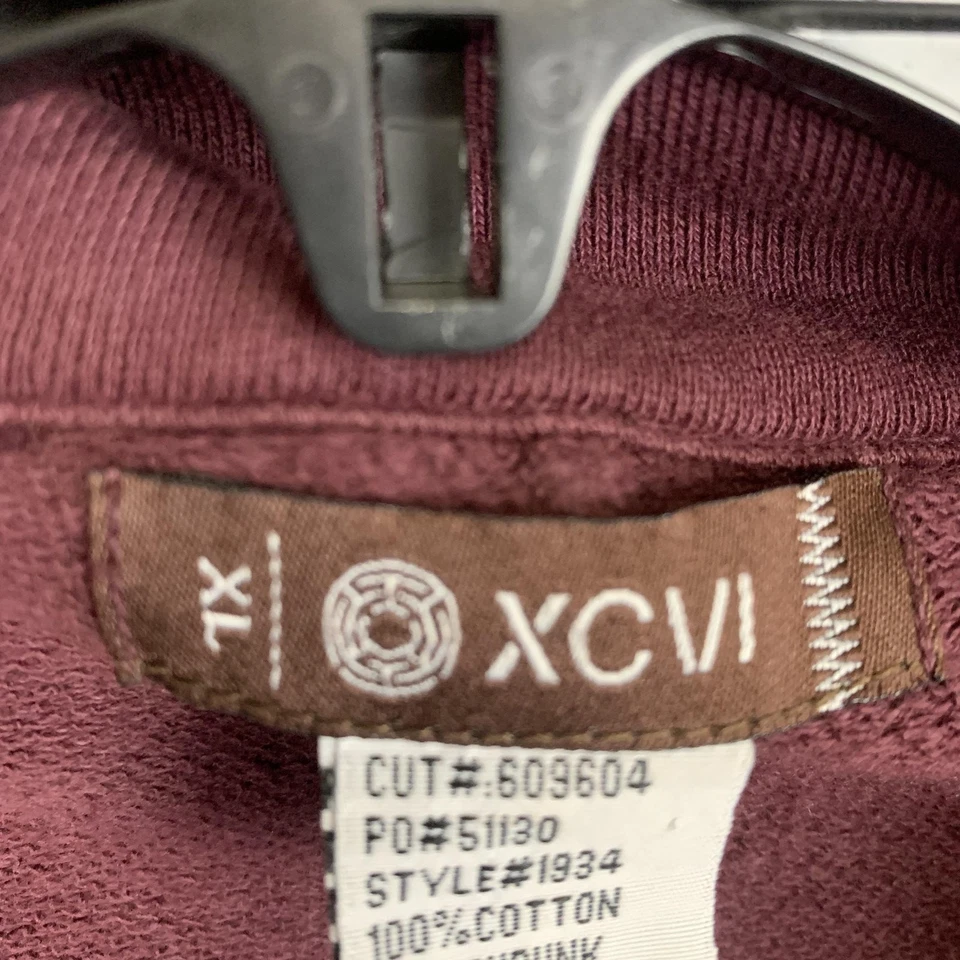 1X
XCVI
CUT#:609604
PO#51130
STYLE#1934
100%COTTON